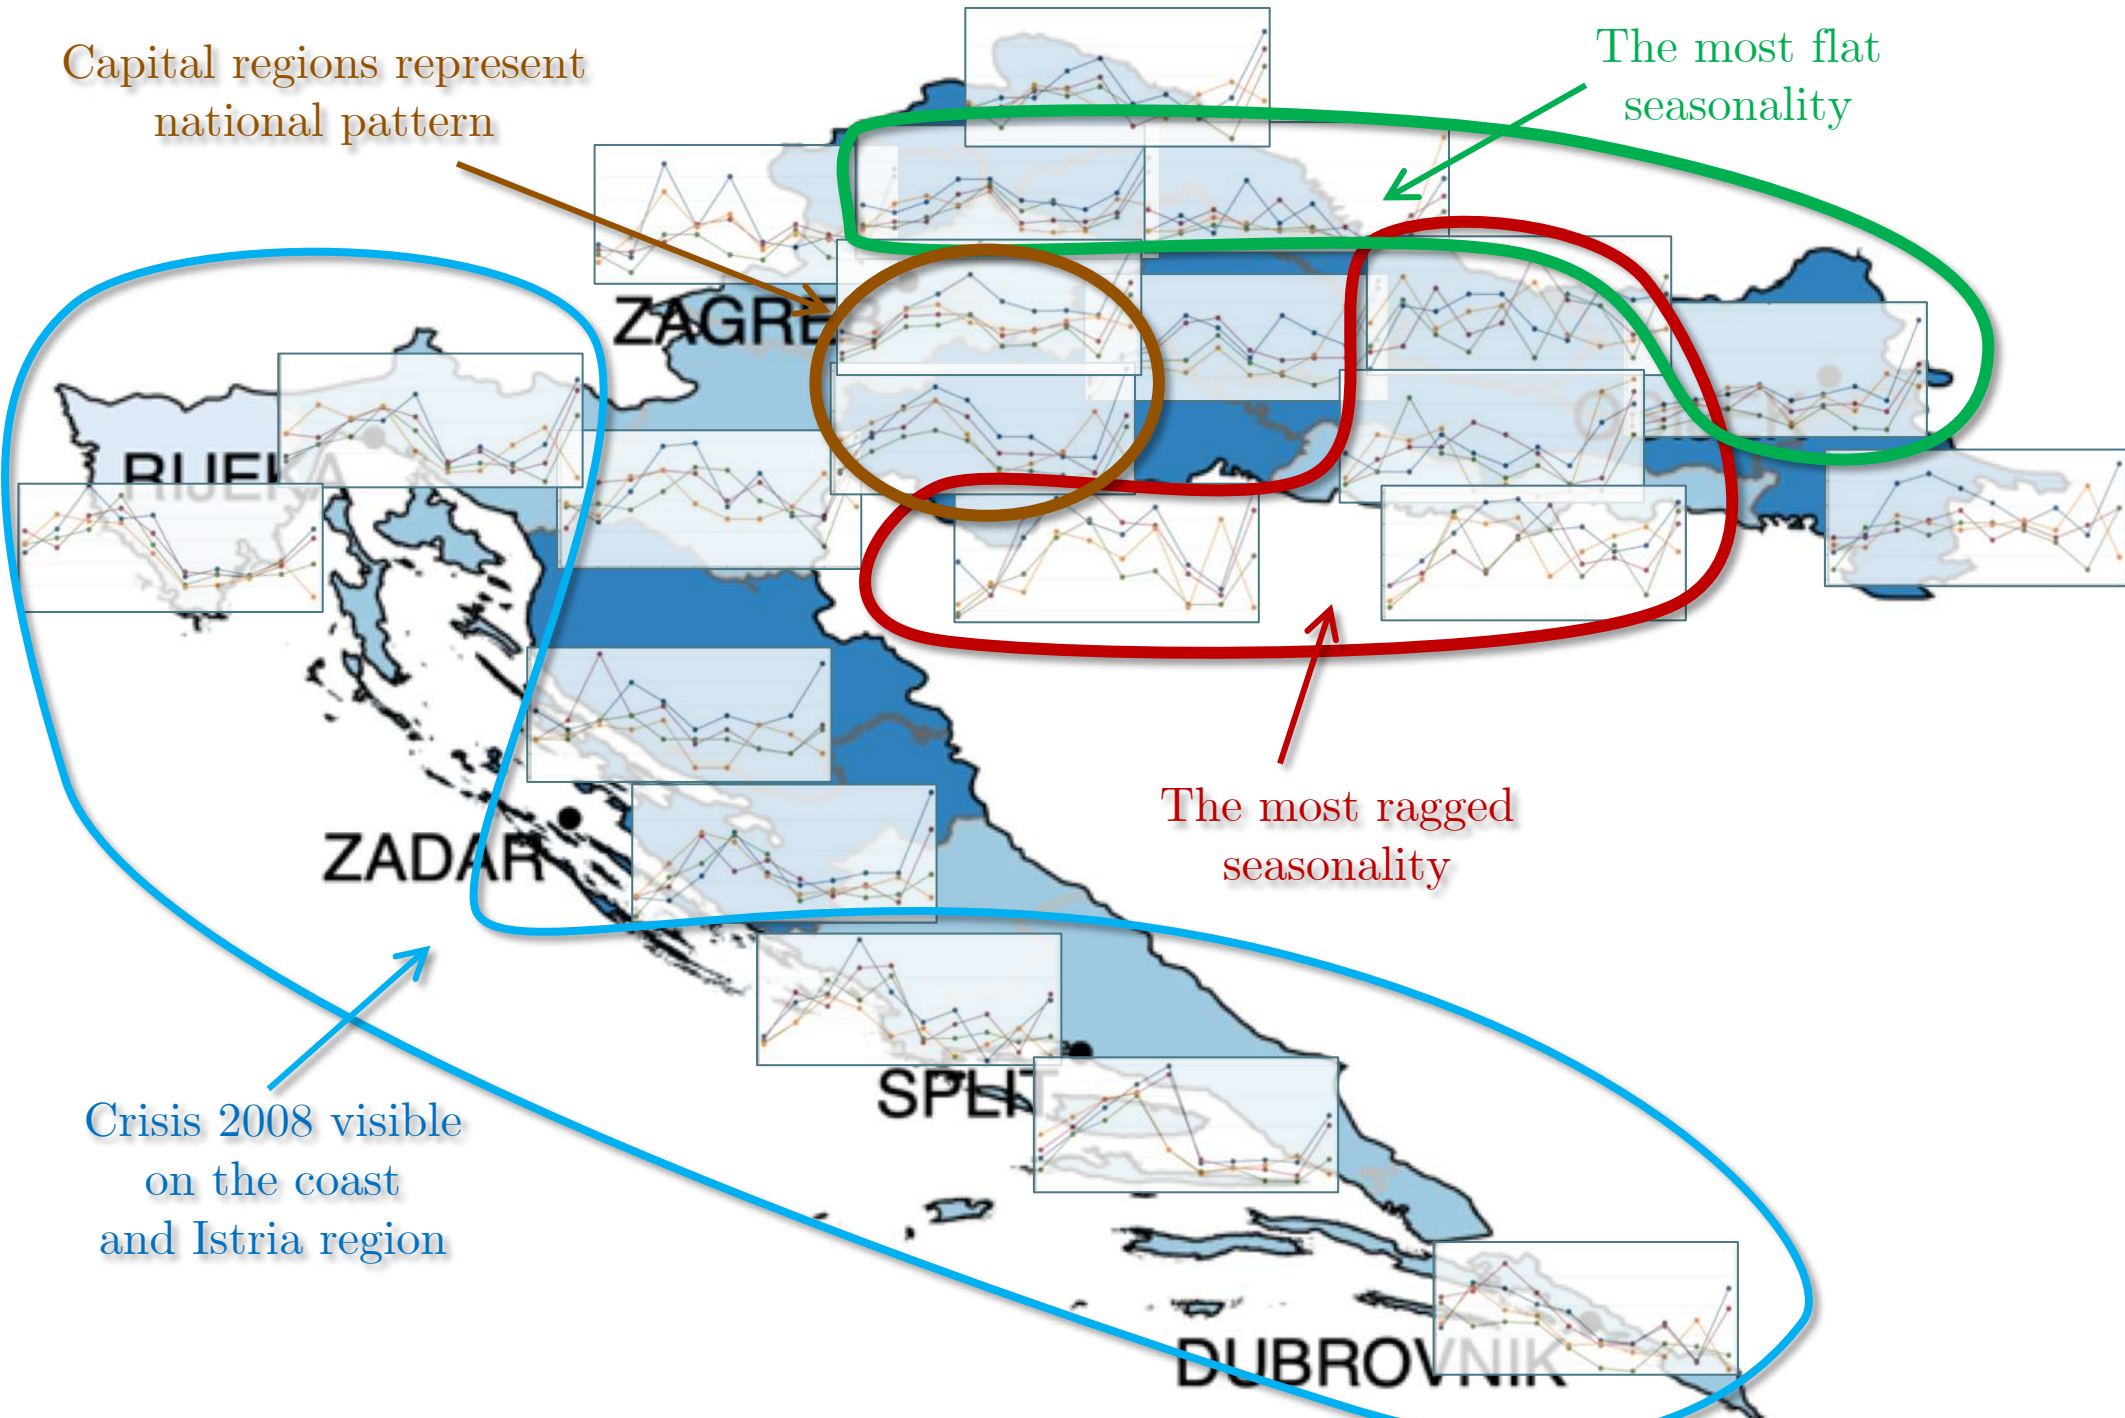 Capital regions represent
national pattern
The most flat
seasonality
ZAGREB
RIJEKA
ZADAR
The most ragged
seasonality
SPLIT
Crisis 2008 visible
on the coast
and Istria region
DUBROVNIK